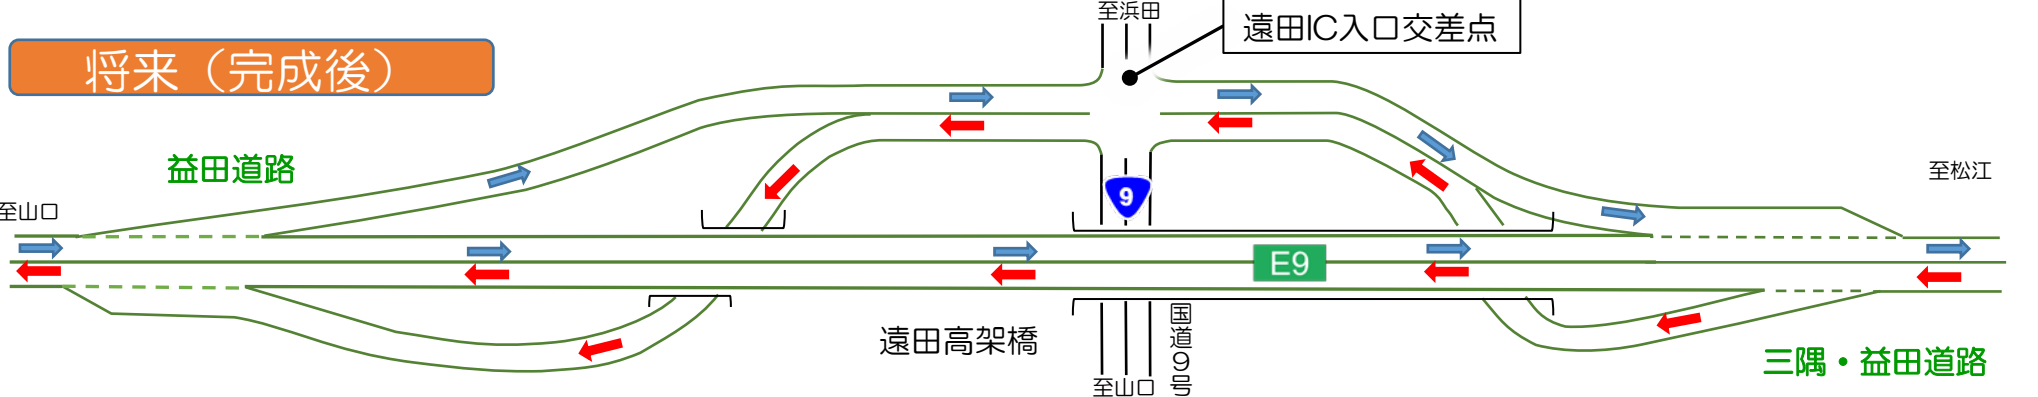 至浜田
遠田IC入口交差点
将来（完成後）
益田道路
至松江
9
至山口
E9
国道９号
遠田高架橋
三隅・益田道路
至山口